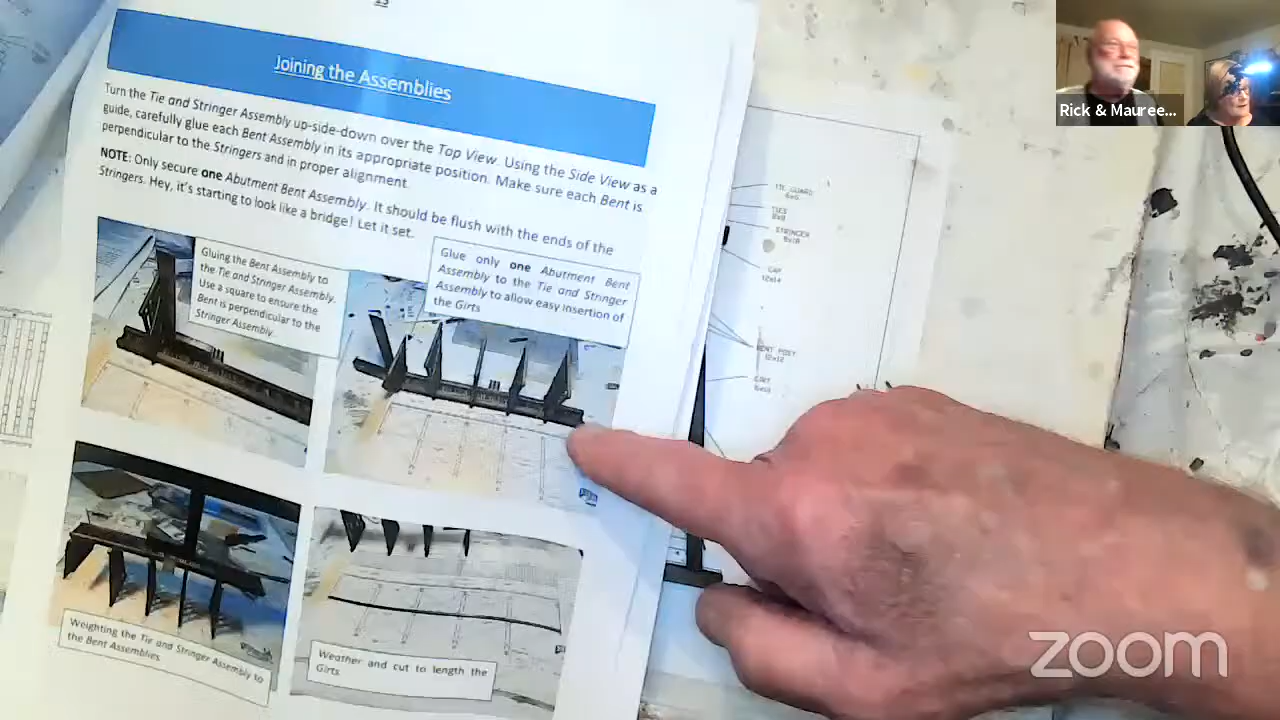 Joining the Assemblies
Turn the Tie and Stringer Assembly up-side-down over the Top View. Using the Side View as a
guide, carefully glue each Bent Assembly in its appropriate position. Make sure each Bent is
perpendicular to the Stringers and in proper alignment.
NOTE: Only secure one Abutment Bent Assembly. It should be flush with the ends of the
Stringers. Hey, it's starting to look like a bridge! Let it set.
Gluing the Bent Assembly to
the Tie and Stringer Assembly.
Use a square to ensure the
Bent is perpendicular to the
Stringer Assembly.
Glue only one Abutment Bent
Assembly to the Tie and Stringer
Assembly to allow easy insertion of
the Girts
Weighting the Tie and Stringer Assembly to
the Bent Assemblies
Weather and cut to length the
Girts
TIE GUARD
TIES
8x8
STRINGER
CAP
12x14
BENT POST
12x12
GIRT
Rick & Mauree...
zoom